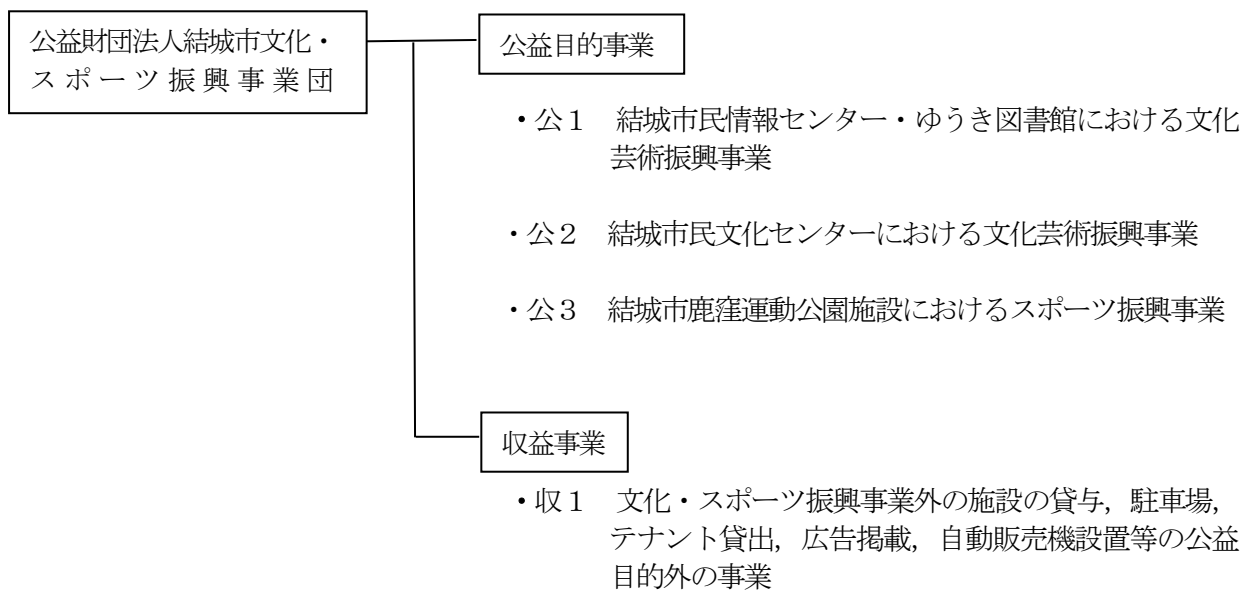 公益財団法人結城市文化・
スポーツ振興事業団
公益目的事業
・公１　結城市民情報センター・ゆうき図書館における文化
芸術振興事業
・公２　結城市民文化センターにおける文化芸術振興事業
・公３　結城市鹿窪運動公園施設におけるスポーツ振興事業
収益事業
・収１　文化・スポーツ振興事業外の施設の貸与，駐車場，
テナント貸出，広告掲載，自動販売機設置等の公益
目的外の事業